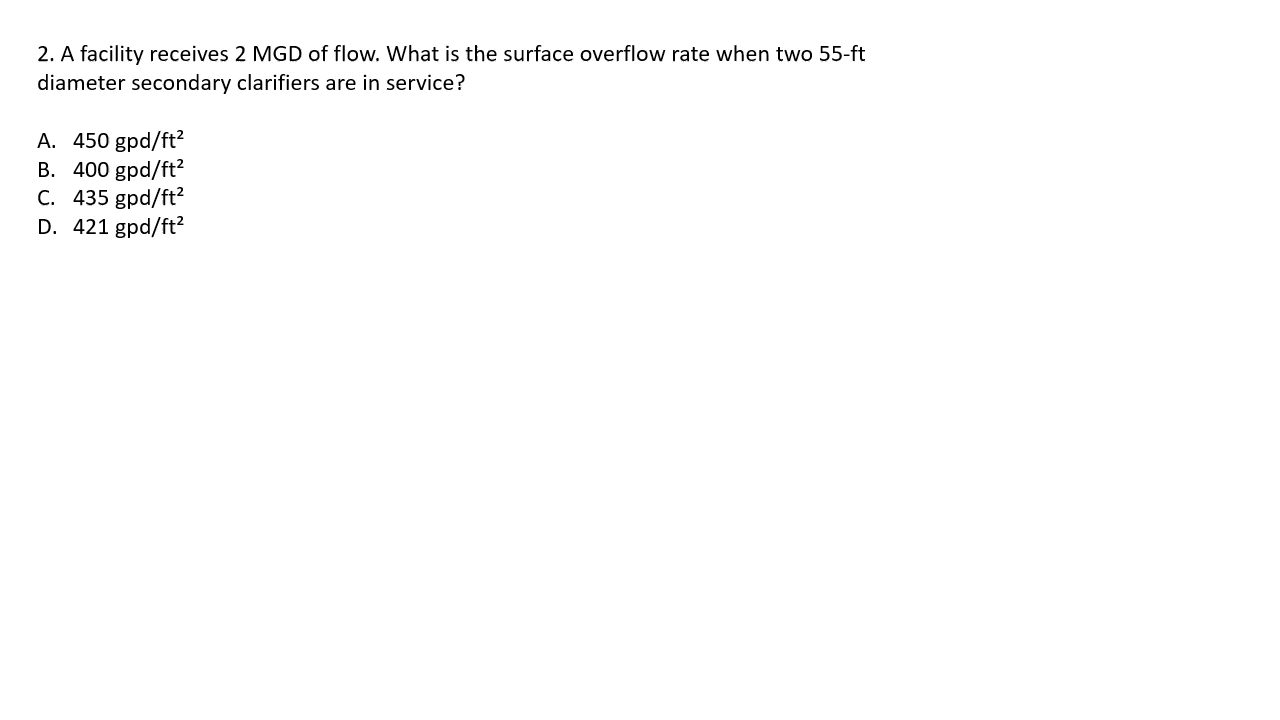 2. A facility receives 2 MGD of flow. What is the surface overflow rate when two 55-ft
diameter secondary clarifiers are in service?
A. 450 gpd/ft²
B. 400 gpd/ft²
C. 435 gpd/ft²
D. 421 gpd/ft²